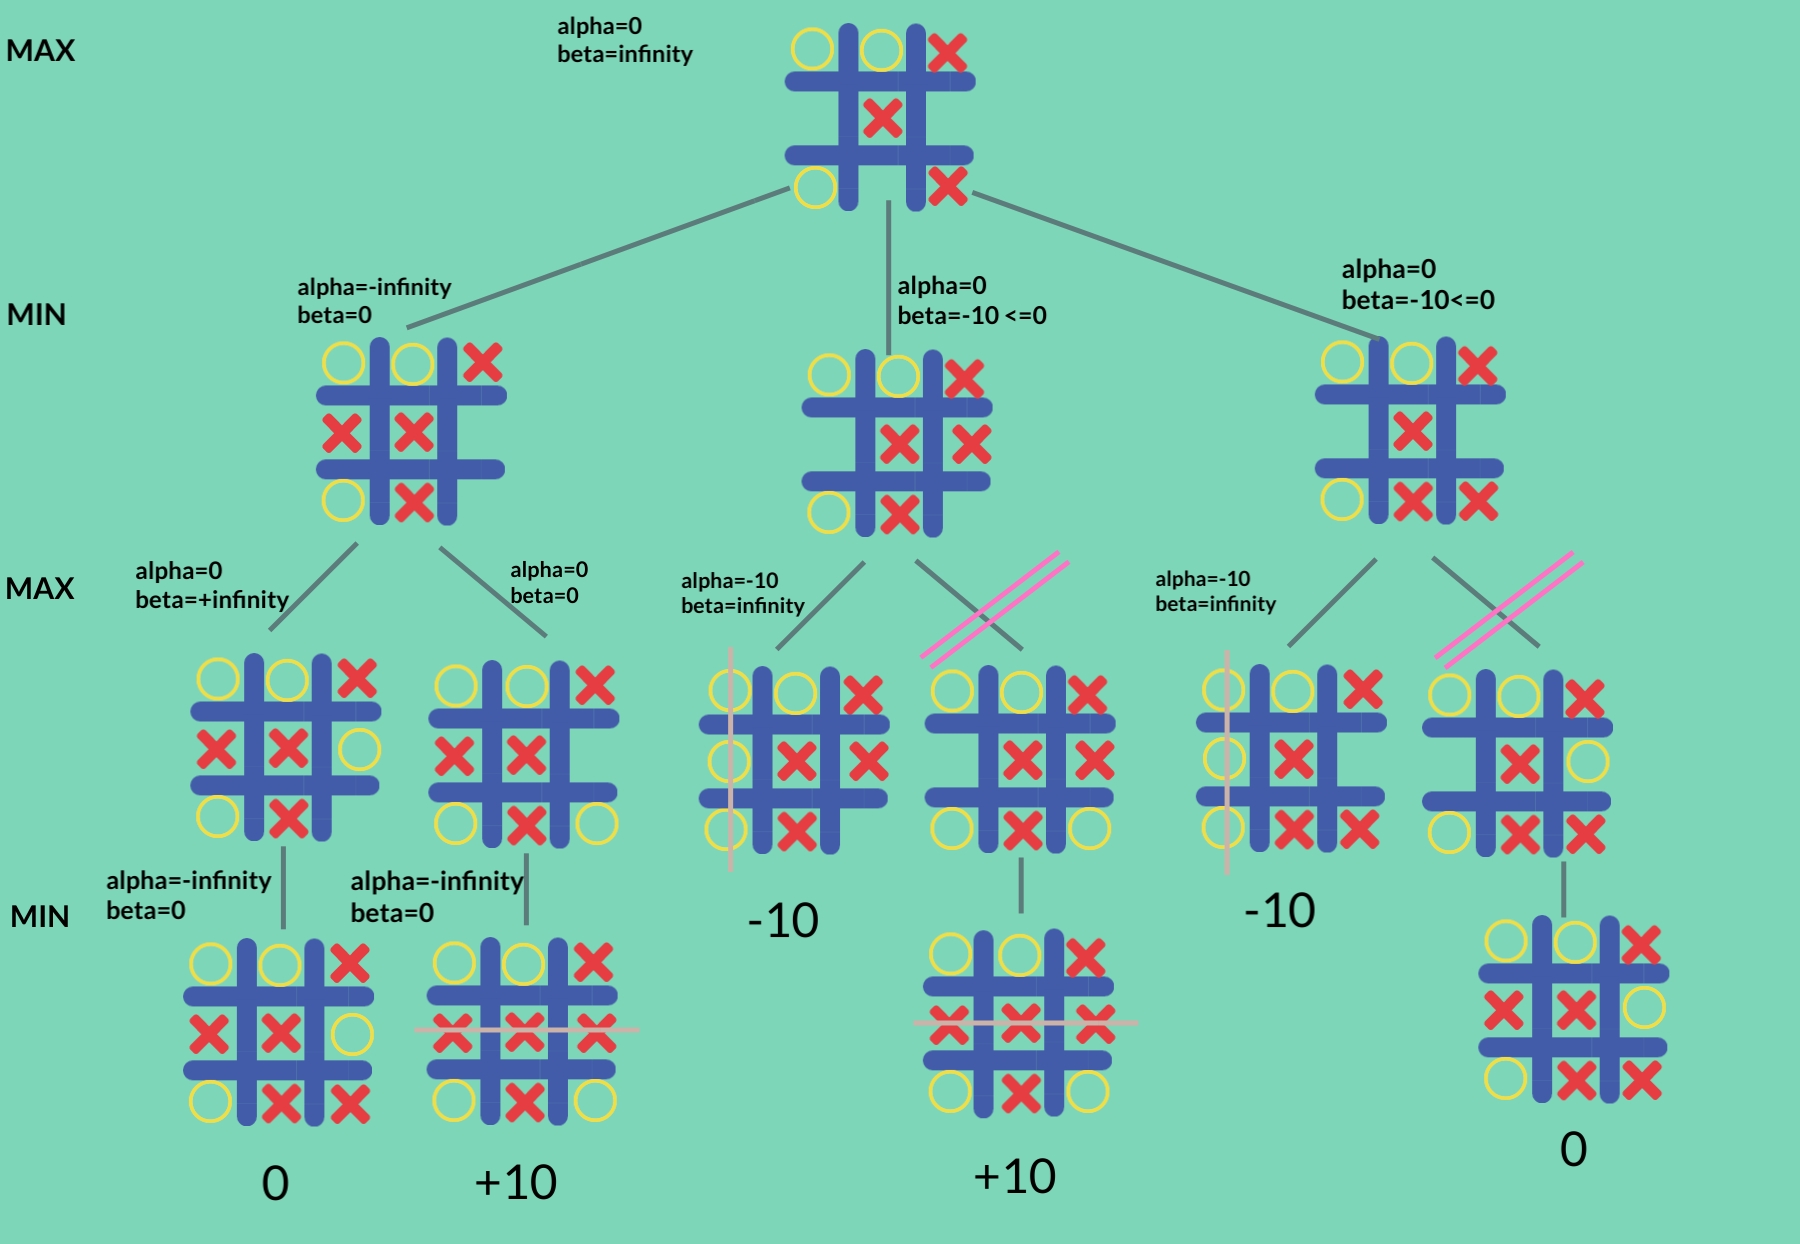 MAX
alpha=0
beta=infinity
MIN
alpha=-infinity
beta=0
alpha=0
beta=-10 <=0
alpha=0
beta=-10<=0
MAX
alpha=0
beta=+infinity
alpha=0
beta=0
alpha=-10
beta=infinity
alpha=-10
beta=infinity
MIN
alpha=-infinity
beta=0
alpha=-infinity
beta=0
-10
-10
0
+10
+10
0